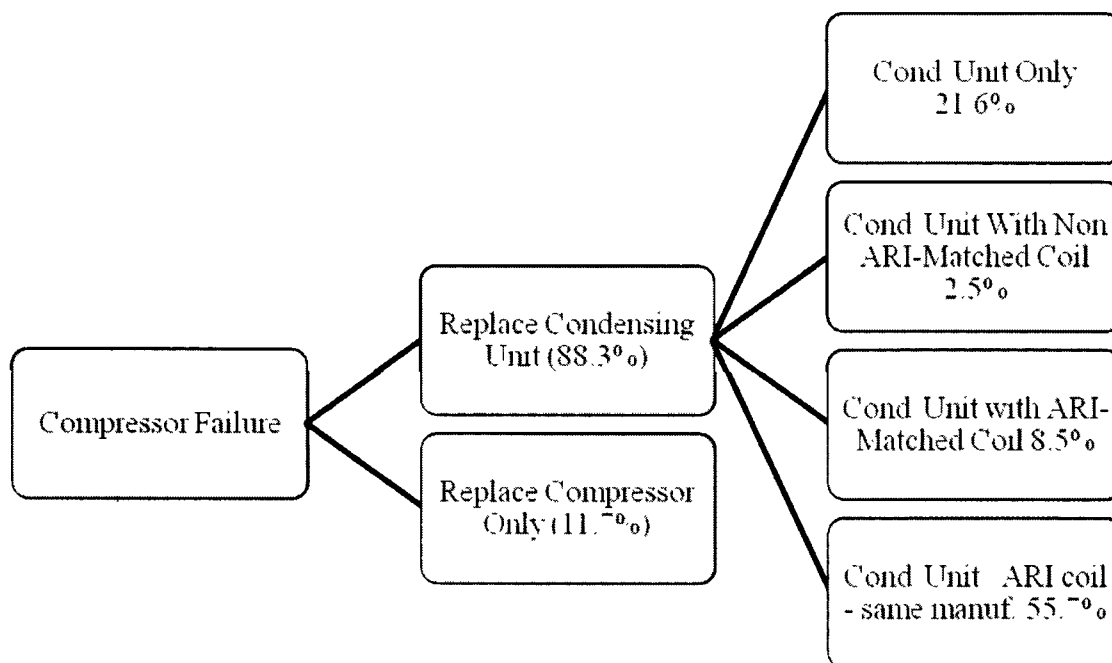 Compressor Failure
Replace Condensing
Unit (88.3%)
Replace Compressor
Only (11.7%)
Cond Unit Only
21.6%
Cond Unit With Non
ARI-Matched Coil
2.5%
Cond Unit with ARI-
Matched Coil 8.5%
Cond Unit ARI coil
- same manuf. 55.7%